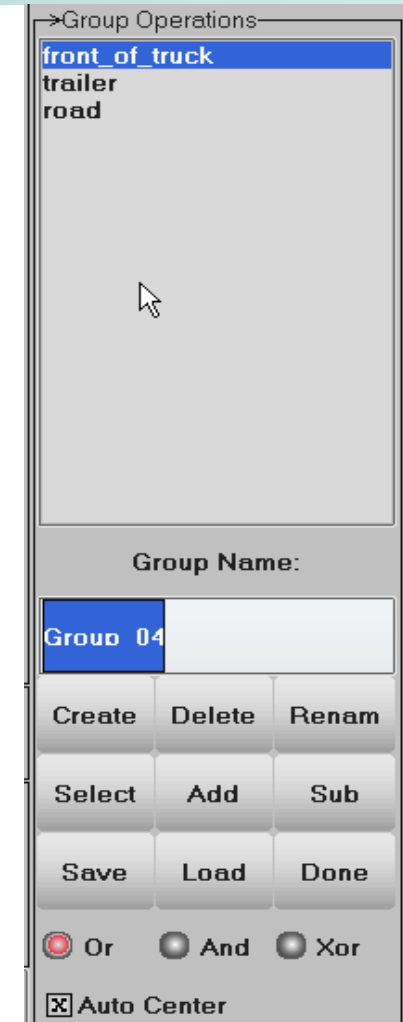 ->Group Operations
front_of_truck
trailer
road
Group Name:
Group 04
Create Delete Renam
Select Add Sub
Save Load Done
Or And Xor
X Auto Center